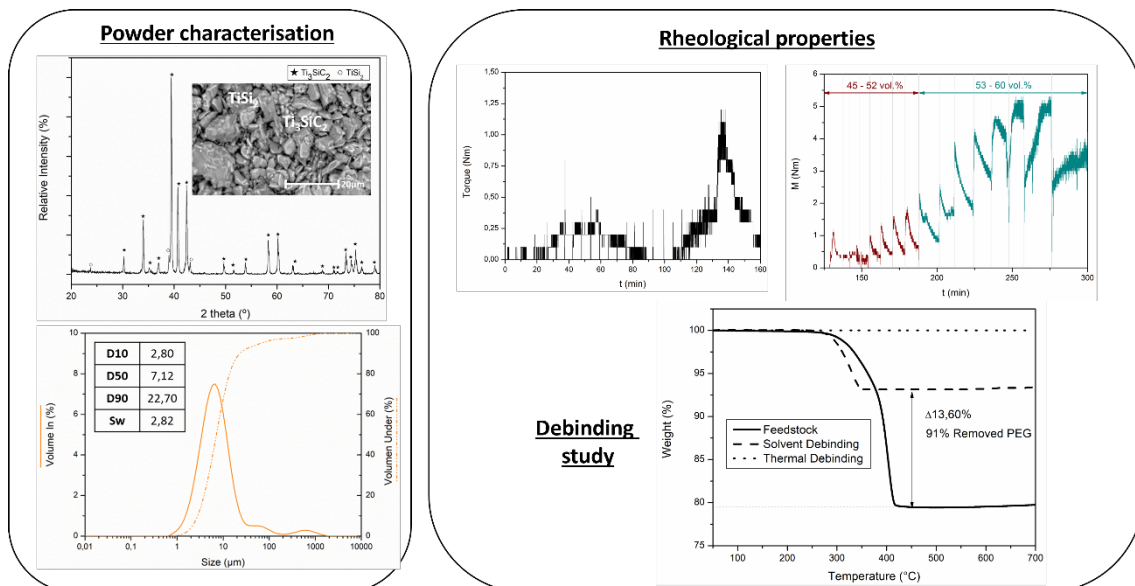 Powder characterisation
★ Ti3SiC2 ○ TiSi2
TiSi2
Ti3SiC2
20µm
Relative Intensity (%)
20 30 40 50 60 70 80
2 theta (º)
D10 2,80
D50 7,12
D90 22,70
Sw 2,82
10
8
6
4
2
0
100
80
60
40
20
0
Volume In (%)
Volumen Under (%)
0,01 0,1 1 10 100 1000 10000
Size (µm)
Rheological properties
1,50
1,25
1,00
0,75
0,50
0,25
0,00
Torque (Nm)
0 20 40 60 80 100 120 140 160
t (min)
45 - 52 vol.%
53 - 60 vol.%
6
5
4
3
2
1
0
M (Nm)
150 200 250 300
t (min)
Debinding
study
100
95
90
85
80
75
Weight (%)
Feedstock
Solvent Debinding
Thermal Debinding
Δ13,60%
91% Removed PEG
100 200 300 400 500 600 700
Temperature (°C)